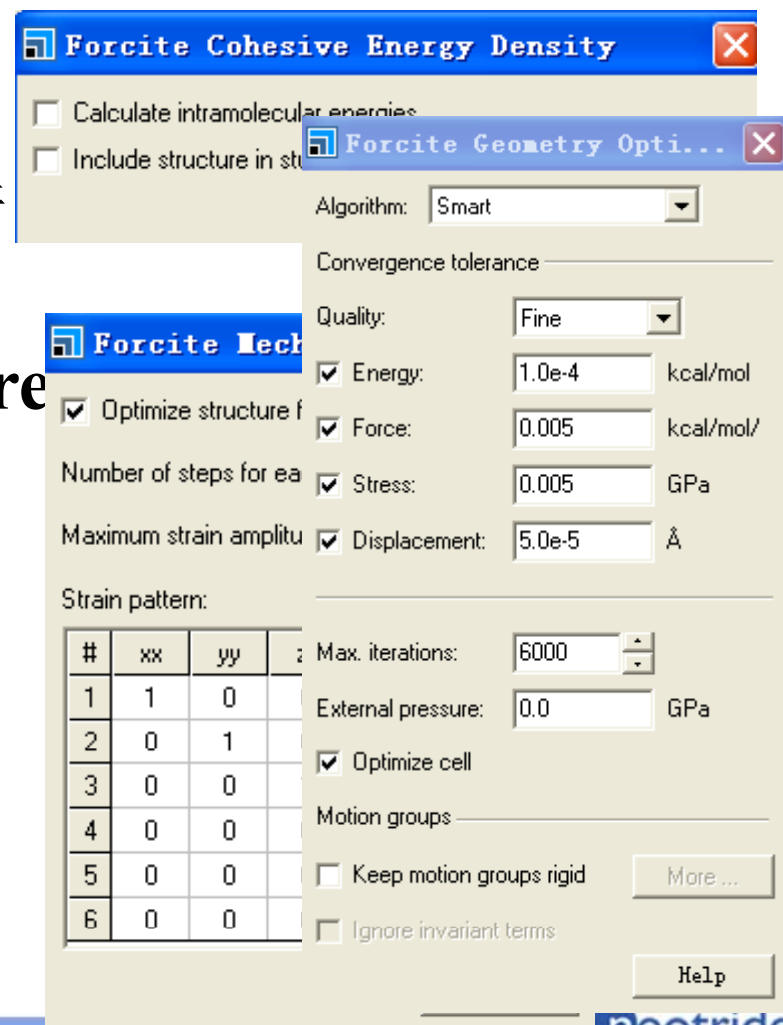 Forcite Cohesive Energy Density
Calculate intramolecular energies
Include structure in
Forcite Geometry Opti...
Algorithm: Smart
Convergence tolerance
Quality: Fine
Energy: 1.0e-4 kcal/mol
Force: 0.005 kcal/mol/
Stress: 0.005 GPa
Displacement: 5.0e-5 Å
Max. iterations: 6000
External pressure: 0.0 GPa
Optimize cell
Motion groups
Keep motion groups rigid More ...
Ignore invariant terms
Help
re
Forcite Mech
Optimize structure f
Number of steps for ea
Maximum strain amplitu
Strain pattern:
# xx yy
1 1 0
2 0 1
3 0 0
4 0 0
5 0 0
6 0 0